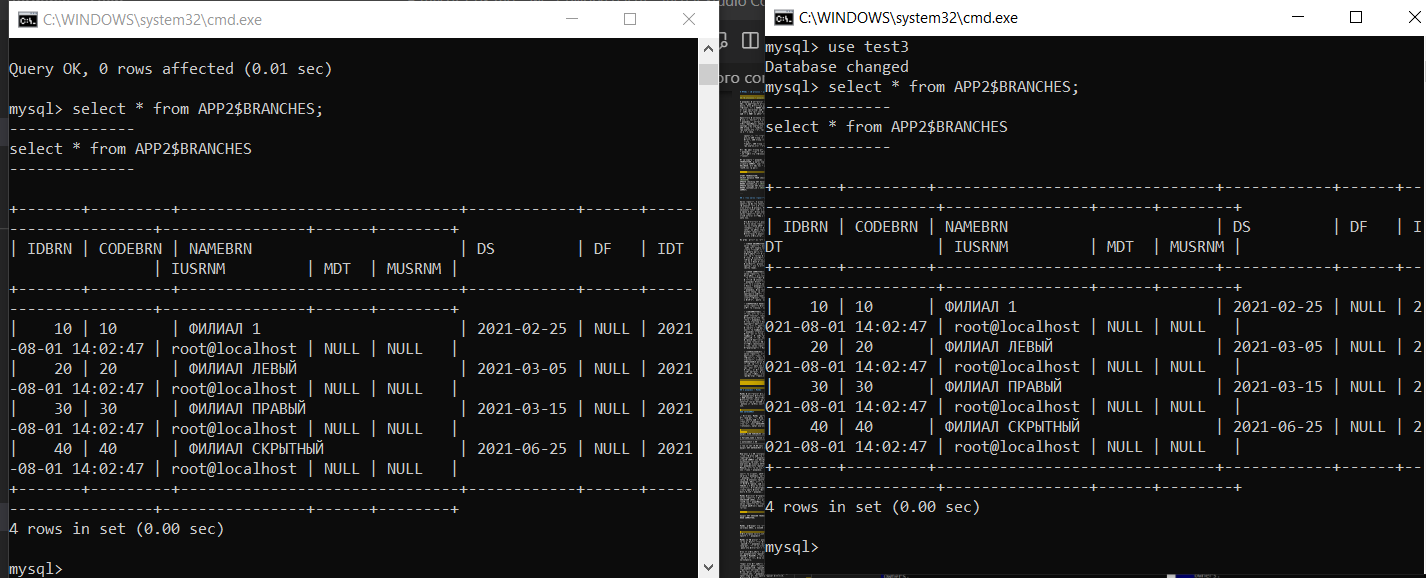 C:\WINDOWS\system32\cmd.exe
Query OK, 0 rows affected (0.01 sec)
mysql> select * from APP2$BRANCHES;
--------------
select * from APP2$BRANCHES
--------------
+-------+----------+--------------------------------+------------+------+-----
----------------+---------------+------+--------+
| IDBRN | CODEBRN | NAMEBRN | DS | DF | IDT
| IUSRNM | MDT | MUSRNM |
+-------+----------+--------------------------------+------------+------+-----
----------------+---------------+------+--------+
| 10 | 10 | ФИЛИАЛ 1 | 2021-02-25 | NULL | 2021
-08-01 14:02:47 | root@localhost | NULL | NULL |
| 20 | 20 | ФИЛИАЛ ЛЕВЫЙ | 2021-03-05 | NULL | 2021
-08-01 14:02:47 | root@localhost | NULL | NULL |
| 30 | 30 | ФИЛИАЛ ПРАВЫЙ | 2021-03-15 | NULL | 2021
-08-01 14:02:47 | root@localhost | NULL | NULL |
| 40 | 40 | ФИЛИАЛ СКРЫТНЫЙ | 2021-06-25 | NULL | 2021
-08-01 14:02:47 | root@localhost | NULL | NULL |
+-------+----------+--------------------------------+------------+------+-----
----------------+---------------+------+--------+
4 rows in set (0.00 sec)
mysql>
C:\WINDOWS\system32\cmd.exe
mysql> use test3
Database changed
mysql> select * from APP2$BRANCHES;
--------------
select * from APP2$BRANCHES
--------------
+-------+----------+--------------------------------+------------+------+--
-------------------+---------------+------+--------+
| IDBRN | CODEBRN | NAMEBRN | DS | DF | I
DT | IUSRNM | MDT | MUSRNM |
+-------+----------+--------------------------------+------------+------+--
-------------------+---------------+------+--------+
| 10 | 10 | ФИЛИАЛ 1 | 2021-02-25 | NULL | 2
021-08-01 14:02:47 | root@localhost | NULL | NULL |
| 20 | 20 | ФИЛИАЛ ЛЕВЫЙ | 2021-03-05 | NULL | 2
021-08-01 14:02:47 | root@localhost | NULL | NULL |
| 30 | 30 | ФИЛИАЛ ПРАВЫЙ | 2021-03-15 | NULL | 2
021-08-01 14:02:47 | root@localhost | NULL | NULL |
| 40 | 40 | ФИЛИАЛ СКРЫТНЫЙ | 2021-06-25 | NULL | 2
021-08-01 14:02:47 | root@localhost | NULL | NULL |
+-------+----------+--------------------------------+------------+------+--
-------------------+---------------+------+--------+
4 rows in set (0.00 sec)
mysql>